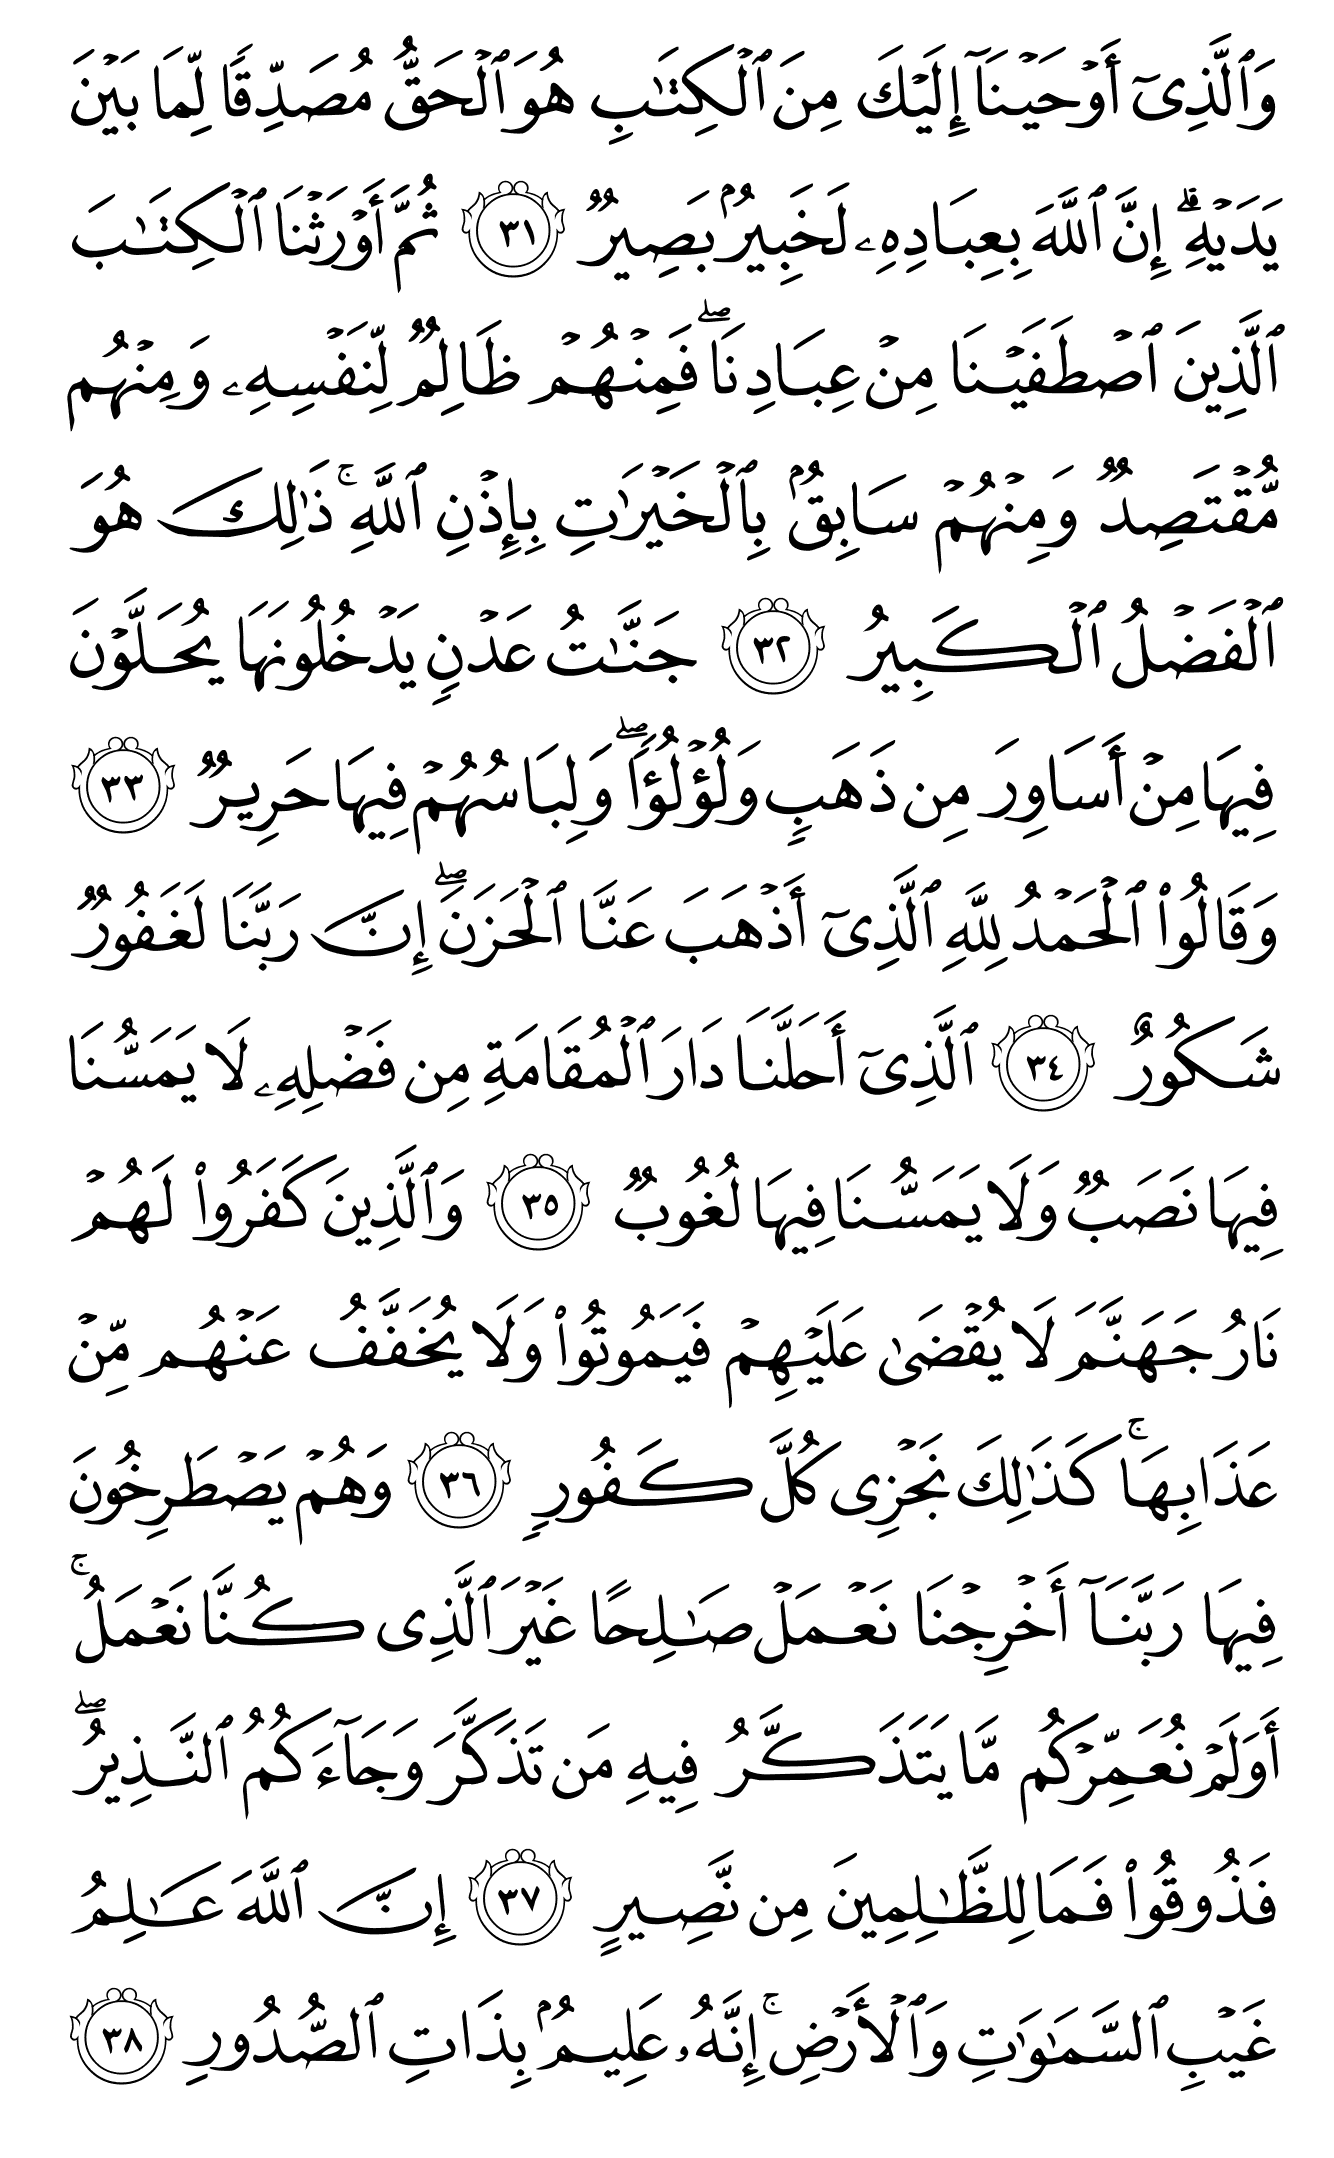 وَٱلَّذِىٓ أَوۡحَيۡنَآ إِلَيۡكَ مِنَ ٱلۡكِتَٰبِ هُوَ ٱلۡحَقُّ مُصَدِّقٗا لِّمَا بَيۡنَ
يَدَيۡهِۗ إِنَّ ٱللَّهَ بِعِبَادِهِۦ لَخَبِيرُۢ بَصِيرٞ ٣١ ثُمَّ أَوۡرَثۡنَا ٱلۡكِتَٰبَ
ٱلَّذِينَ ٱصۡطَفَيۡنَا مِنۡ عِبَادِنَاۖ فَمِنۡهُمۡ ظَالِمٞ لِّنَفۡسِهِۦ وَمِنۡهُم
مُّقۡتَصِدٞ وَمِنۡهُمۡ سَابِقُۢ بِٱلۡخَيۡرَٰتِ بِإِذۡنِ ٱللَّهِۚ ذَٰلِكَ هُوَ
ٱلۡفَضۡلُ ٱلۡكَبِيرُ ٣٢ جَنَّٰتُ عَدۡنٖ يَدۡخُلُونَهَا يُحَلَّوۡنَ
فِيهَا مِنۡ أَسَاوِرَ مِن ذَهَبٖ وَلُؤۡلُؤٗاۖ وَلِبَاسُهُمۡ فِيهَا حَرِيرٞ ٣٣
وَقَالُواْ ٱلۡحَمۡدُ لِلَّهِ ٱلَّذِىٓ أَذۡهَبَ عَنَّا ٱلۡحَزَنَۖ إِنَّ رَبَّنَا لَغَفُورٞ
شَكُورٌ ٣٤ ٱلَّذِىٓ أَحَلَّنَا دَارَ ٱلۡمُقَامَةِ مِن فَضۡلِهِۦ لَا يَمَسُّنَا
فِيهَا نَصَبٞ وَلَا يَمَسُّنَا فِيهَا لُغُوبٞ ٣٥ وَٱلَّذِينَ كَفَرُواْ لَهُمۡ
نَارُ جَهَنَّمَ لَا يُقۡضَىٰ عَلَيۡهِمۡ فَيَمُوتُواْ وَلَا يُخَفَّفُ عَنۡهُم مِّنۡ
عَذَابِهَاۚ كَذَٰلِكَ نَجۡزِى كُلَّ كَفُورٖ ٣٦ وَهُمۡ يَصۡطَرِخُونَ
فِيهَا رَبَّنَآ أَخۡرِجۡنَا نَعۡمَلۡ صَٰلِحًا غَيۡرَ ٱلَّذِى كُنَّا نَعۡمَلُۚ
أَوَلَمۡ نُعَمِّرۡكُم مَّا يَتَذَكَّرُ فِيهِ مَن تَذَكَّرَ وَجَآءَكُمُ ٱلنَّذِيرُۖ
فَذُوقُواْ فَمَا لِلظَّٰلِمِينَ مِن نَّصِيرٍ ٣٧ إِنَّ ٱللَّهَ عَٰلِمُ
غَيۡبِ ٱلسَّمَٰوَٰتِ وَٱلۡأَرۡضِۚ إِنَّهُۥ عَلِيمُۢ بِذَاتِ ٱلصُّدُورِ ٣٨